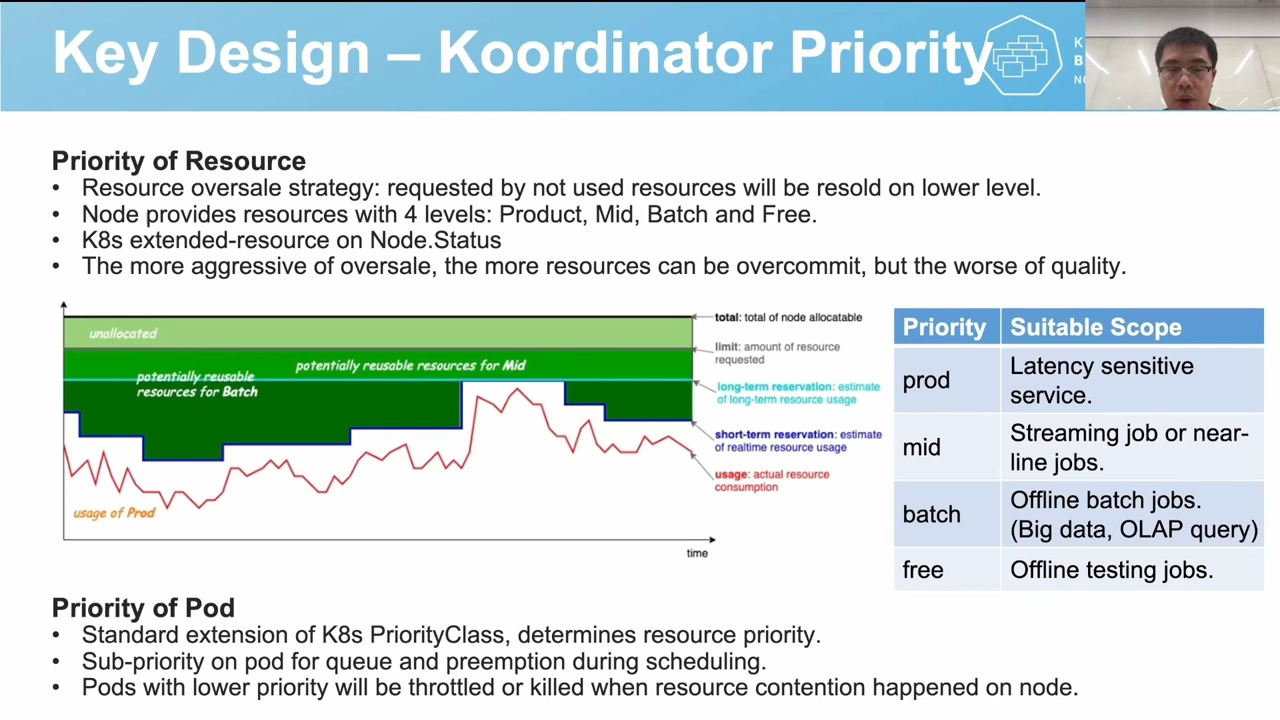 Key Design – Koordinator Priority
K
B
NO
Priority of Resource
• Resource oversale strategy: requested by not used resources will be resold on lower level.
• Node provides resources with 4 levels: Product, Mid, Batch and Free.
• K8s extended-resource on Node.Status
• The more aggressive of oversale, the more resources can be overcommit, but the worse of quality.
unallocated
potentially reusable resources for Mid
potentially reusable
resources for Batch
usage of Prod
time
total: total of node allocatable
limit: amount of resource
requested
long-term reservation: estimate
of long-term resource usage
short-term reservation: estimate
of realtime resource usage
usage: actual resource
consumption
Priority Suitable Scope
prod Latency sensitive
service.
mid Streaming job or near-
line jobs.
batch Offline batch jobs.
(Big data, OLAP query)
free Offline testing jobs.
Priority of Pod
• Standard extension of K8s PriorityClass, determines resource priority.
• Sub-priority on pod for queue and preemption during scheduling.
• Pods with lower priority will be throttled or killed when resource contention happened on node.